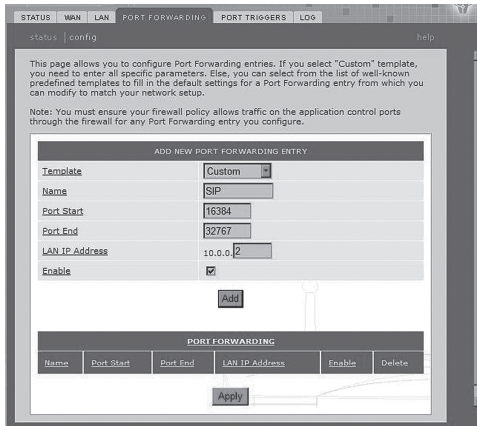 STATUS WAN LAN PORT FORWARDING PORT TRIGGERS LOG
status | config help
This page allows you to configure Port Forwarding entries. If you select "Custom" template,
you need to enter all specific parameters. Else, you can select from the list of well-known
predefined templates to fill in the default settings for a Port Forwarding entry from which you
can modify to match your network setup.
Note: You must ensure your firewall policy allows traffic on the application control ports
through the firewall for any Port Forwarding entry you configure.
ADD NEW PORT FORWARDING ENTRY
Template Custom
Name SIP
Port Start 16384
Port End 32767
LAN IP Address 10.0.0.2
Enable
Add
PORT FORWARDING
Name Port Start Port End LAN IP Address Enable Delete
Apply